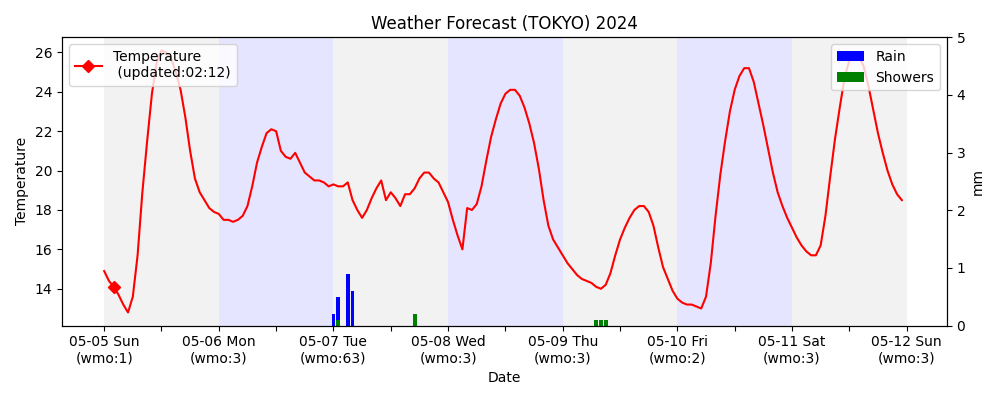 Weather Forecast (TOKYO) 2024
Temperature
(updated:02:12)
Rain
Showers
Temperature
26
24
22
20
18
16
14
5
4
3
2
1
0
mm
05-05 Sun
(wmo:1)
05-06 Mon
(wmo:3)
05-07 Tue
(wmo:63)
05-08 Wed
(wmo:3)
05-09 Thu
(wmo:3)
05-10 Fri
(wmo:2)
05-11 Sat
(wmo:3)
05-12 Sun
(wmo:3)
Date